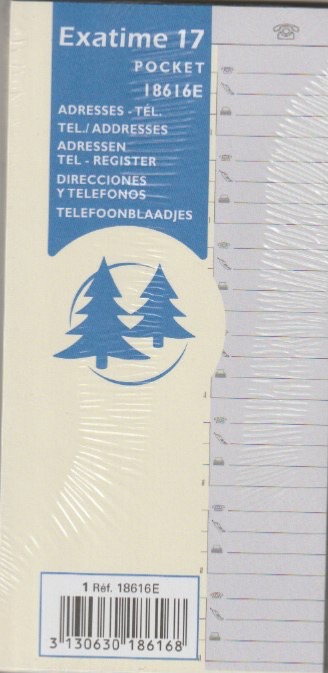 Exatime 17
POCKET
18616E
ADRESSES - TÉL.
TEL./ ADDRESSES
ADRESSEN
TEL - REGISTER
DIRECCIONES
Y TELEFONOS
TELEFOONBLAADJES
1 Réf. 18616E
3 130630 186168